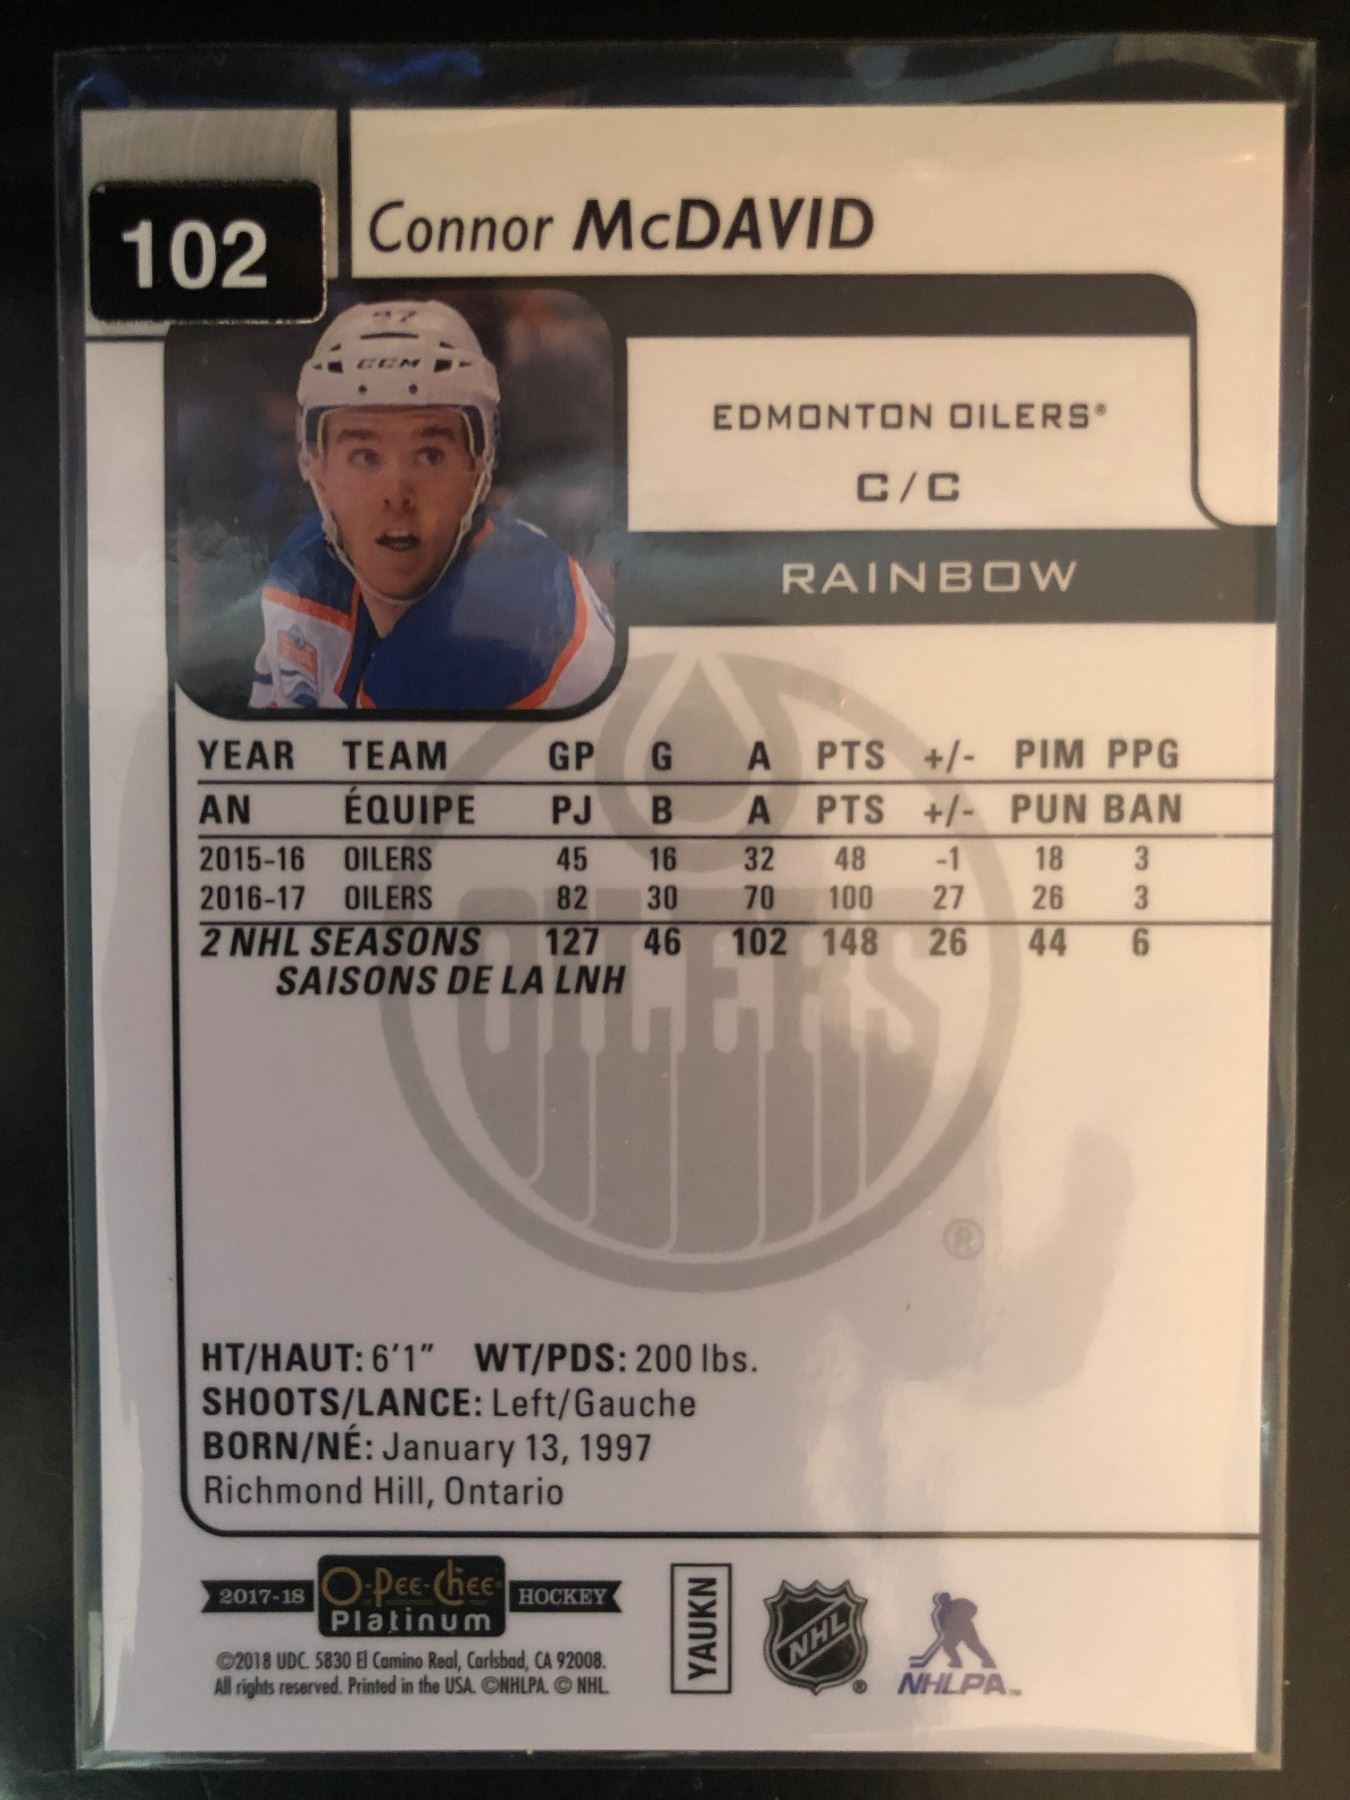 102
Connor McDAVID
97
CCM
EDMONTON OILERS®
C/C
RAINBOW
YEAR TEAM GP G A PTS +/- PIM PPG
AN ÉQUIPE PJ B A PTS +/- PUN BAN
2015-16 OILERS 45 16 32 48 -1 18 3
2016-17 OILERS 82 30 70 100 27 26 3
2 NHL SEASONS 127 46 102 148 26 44 6
SAISONS DE LA LNH
OILERS
®
HT/HAUT: 6'1" WT/PDS: 200 lbs.
SHOOTS/LANCE: Left/Gauche
BORN/NÉ: January 13, 1997
Richmond Hill, Ontario
2017-18 O-Pee-Chee HOCKEY
Platinum
YAUKN
NHL ®
NHLPA™
©2018 UDC. 5830 El Camino Real, Carlsbad, CA 92008.
All rights reserved. Printed in the USA. ©NHLPA. © NHL.